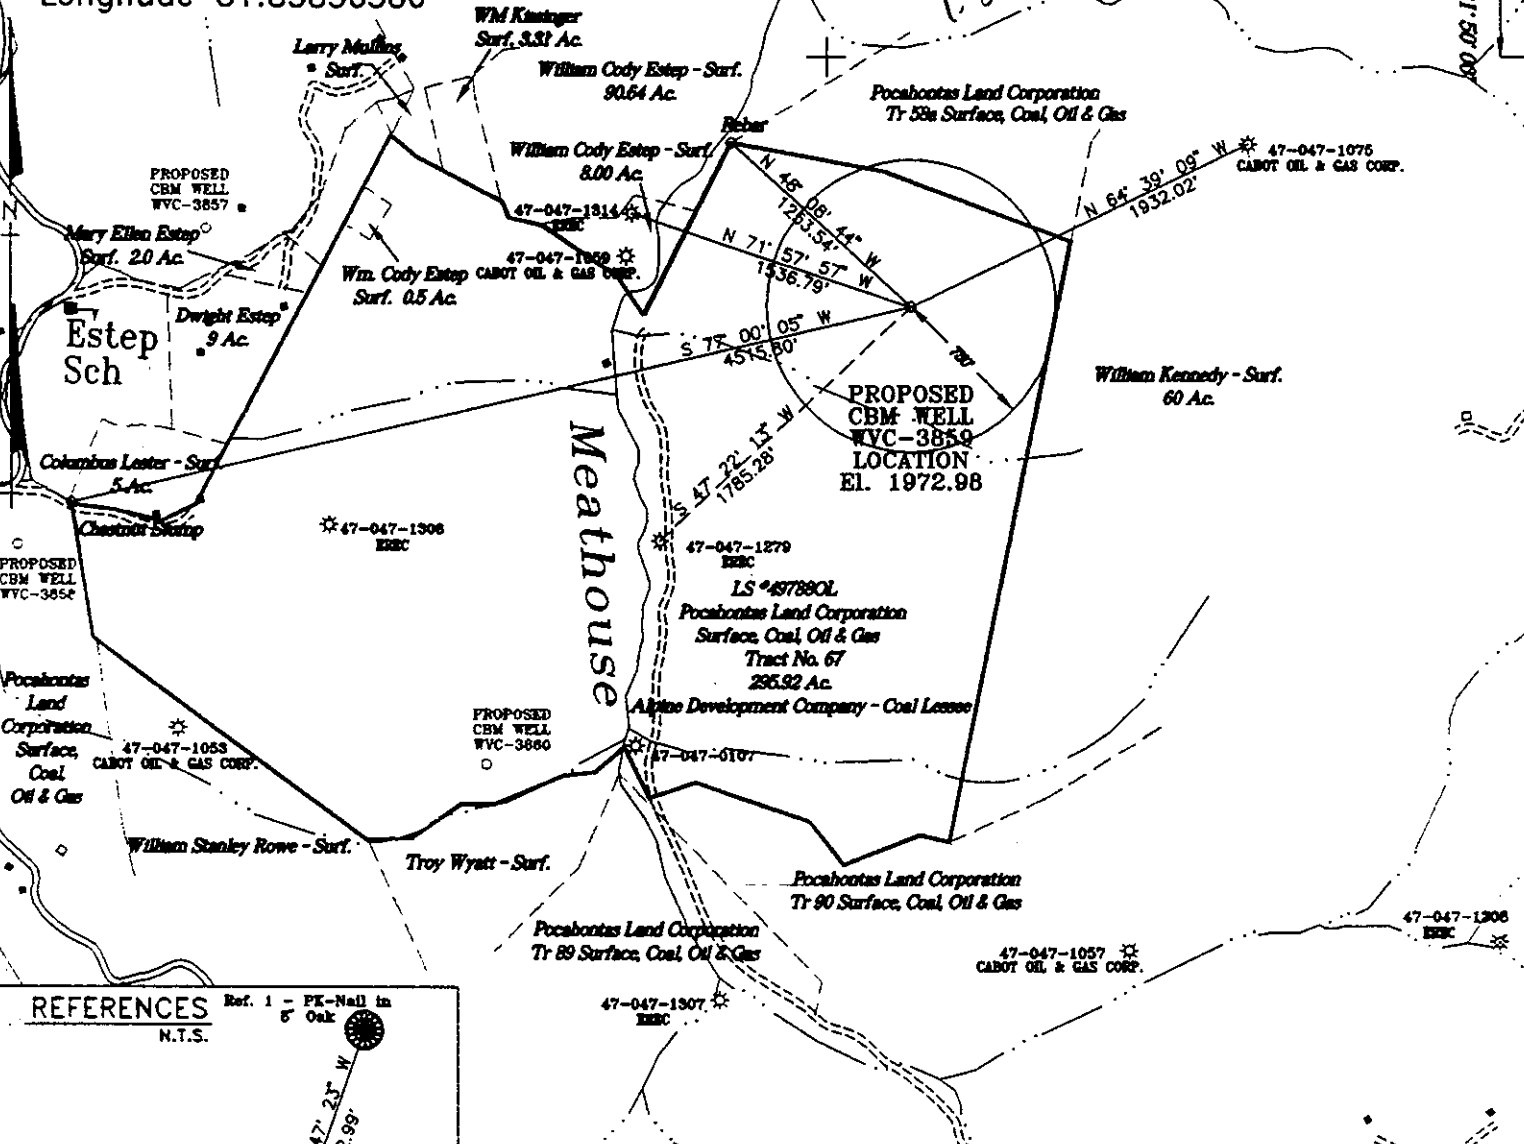 WM Kissinger
Surf. 3.31 Ac.
Larry Mullins
Surf.
William Cody Estep - Surf.
90.64 Ac.
Pocahontas Land Corporation
Tr 58a Surface, Coal, Oil & Gas
1' 50' 06"
Rebar
William Cody Estep - Surf.
8.00 Ac.
47-047-1075
CABOT OIL & GAS CORP.
N 64° 39' 09" W
1932.02'
PROPOSED
CBM WELL
WVC-3857
N 48° 08' 44" W
1253.54'
47-047-1314
EREC
Mary Ellen Estep
Surf. 2.0 Ac.
N 71° 57' 57" W
1536.79'
CABOT OIL & GAS CORP.
Wm. Cody Estep
Surf. 0.5 Ac.
Dwight Estep
9 Ac.
Estep
Sch
S 77° 00' 05" W
4515.80'
William Kennedy - Surf.
60 Ac.
PROPOSED
CBM WELL
WVC-3859
LOCATION
El. 1972.98
S 47° 22' 13" W
1785.28'
Columbus Lester - Surf.
5 Ac.
Chestnut Stump
Meathouse
47-047-1308
EREC
47-047-1279
EREC
PROPOSED
CBM WELL
LS #497880L
Pocahontas Land Corporation
Surface, Coal, Oil & Gas
Tract No. 67
295.92 Ac.
Alpine Development Company - Coal Lessee
Pocahontas
Land
Corporation
Surface,
Coal,
Oil & Gas
47-047-1053
CABOT OIL & GAS CORP.
PROPOSED
CBM WELL
WVC-3860
47-047-0107
William Stanley Rowe - Surf.
Troy Wyatt - Surf.
Pocahontas Land Corporation
Tr 90 Surface, Coal, Oil & Gas
Pocahontas Land Corporation
Tr 89 Surface, Coal, Oil & Gas
47-047-1057
CABOT OIL & GAS CORP.
47-047-1306
EREC
47-047-1307
EREC
REFERENCES
N.T.S.
Ref. 1 - PK-Nail in
Oak
47' 23" W
.99'